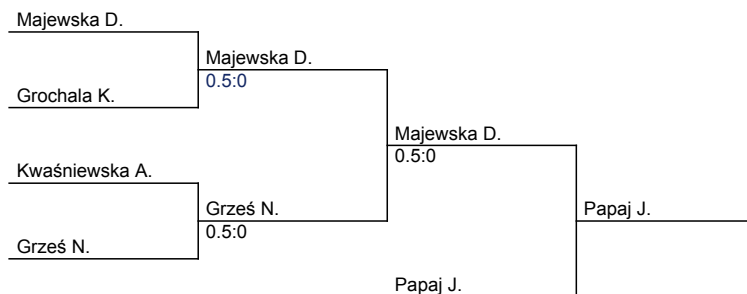 Majewska D.
Majewska D.
0.5:0
Grochala K.
Majewska D.
0.5:0
Kwaśniewska A.
Grześ N.
0.5:0
Papaj J.
Grześ N.
Papaj J.